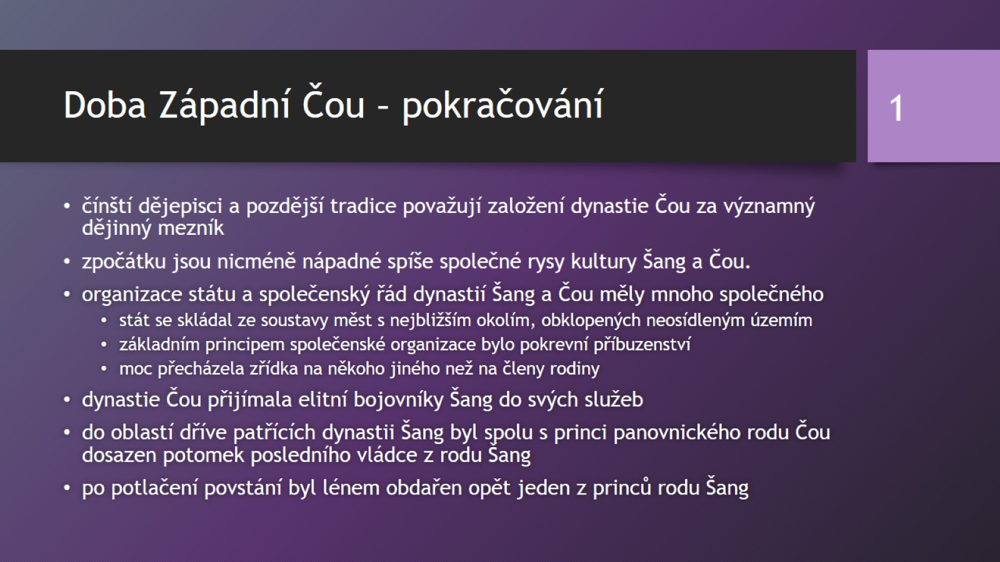 Doba Západní Čou – pokračování
1
• čínští dějepisci a pozdější tradice považují založení dynastie Čou za významný
dějinný mezník
• zpočátku jsou nicméně nápadné spíše společné rysy kultury Šang a Čou.
• organizace státu a společenský řád dynastií Šang a Čou měly mnoho společného
• stát se skládal ze soustavy měst s nejbližším okolím, obklopených neosídleným územím
• základním principem společenské organizace bylo pokrevní příbuzenství
• moc přecházela zřídka na někoho jiného než na členy rodiny
• dynastie Čou přijímala elitní bojovníky Šang do svých služeb
• do oblastí dříve patřících dynastii Šang byl spolu s princi panovnického rodu Čou
dosazen potomek posledního vládce z rodu Šang
• po potlačení povstání byl lénem obdařen opět jeden z princů rodu Šang